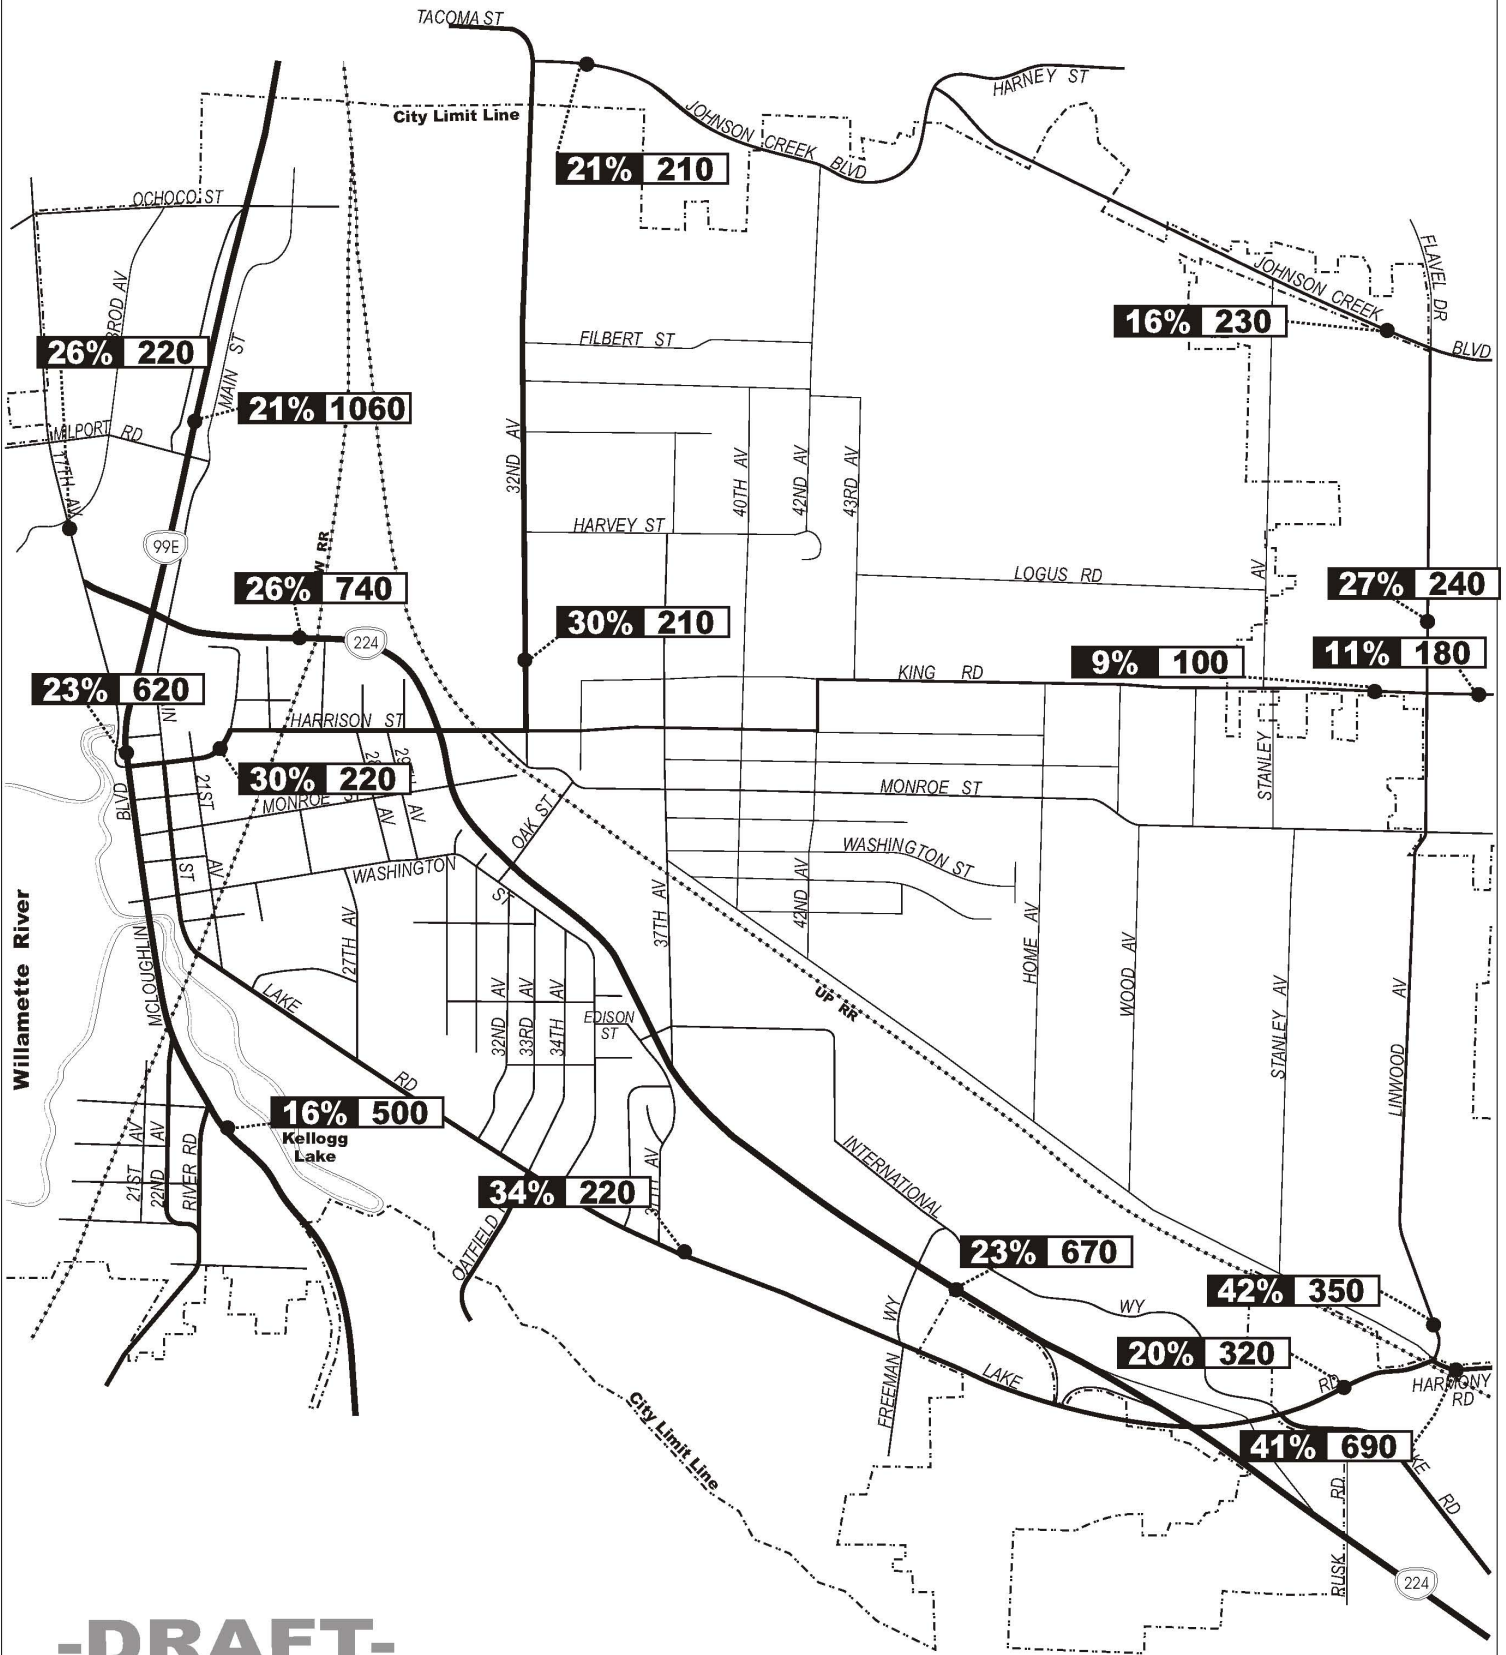 TACOMA ST
HARNEY ST
City Limit Line
JOHNSON CREEK BLVD
21% 210
OCHOCO ST
FLAVEL DR
JOHNSON CREEK BLVD
16% 230
FILBERT ST
26% 220
MAIN ST
21% 1060
MILPORT RD
17TH AV
32ND AV
40TH AV
42ND AV
43RD AV
HARVEY ST
99E
RR
LOGUS RD
AV
26% 740
27% 240
224
30% 210
11% 180
9% 100
KING RD
23% 620
HARRISON ST
30% 220
MONROE ST
BLVD
21ST
AV
AV
AV
OAK ST
MONROE ST
STANLEY
ST
WASHINGTON
ST
WASHINGTON ST
27TH AV
37TH AV
42ND AV
HOME AV
WOOD AV
STANLEY AV
LINWOOD AV
Willamette River
MCLOUGHLIN
LAKE
RD
32ND AV
33RD AV
34TH AV
EDISON
ST
UP RR
16% 500
Kellogg
Lake
21ST AV
22ND AV
RIVER RD
INTERNATIONAL
WY
34% 220
OATFIELD
23% 670
42% 350
20% 320
FREEMAN WY
LAKE
RD
HARMONY
RD
City Limit Line
41% 690
RD
RUSK RD
224
-DRAFT-